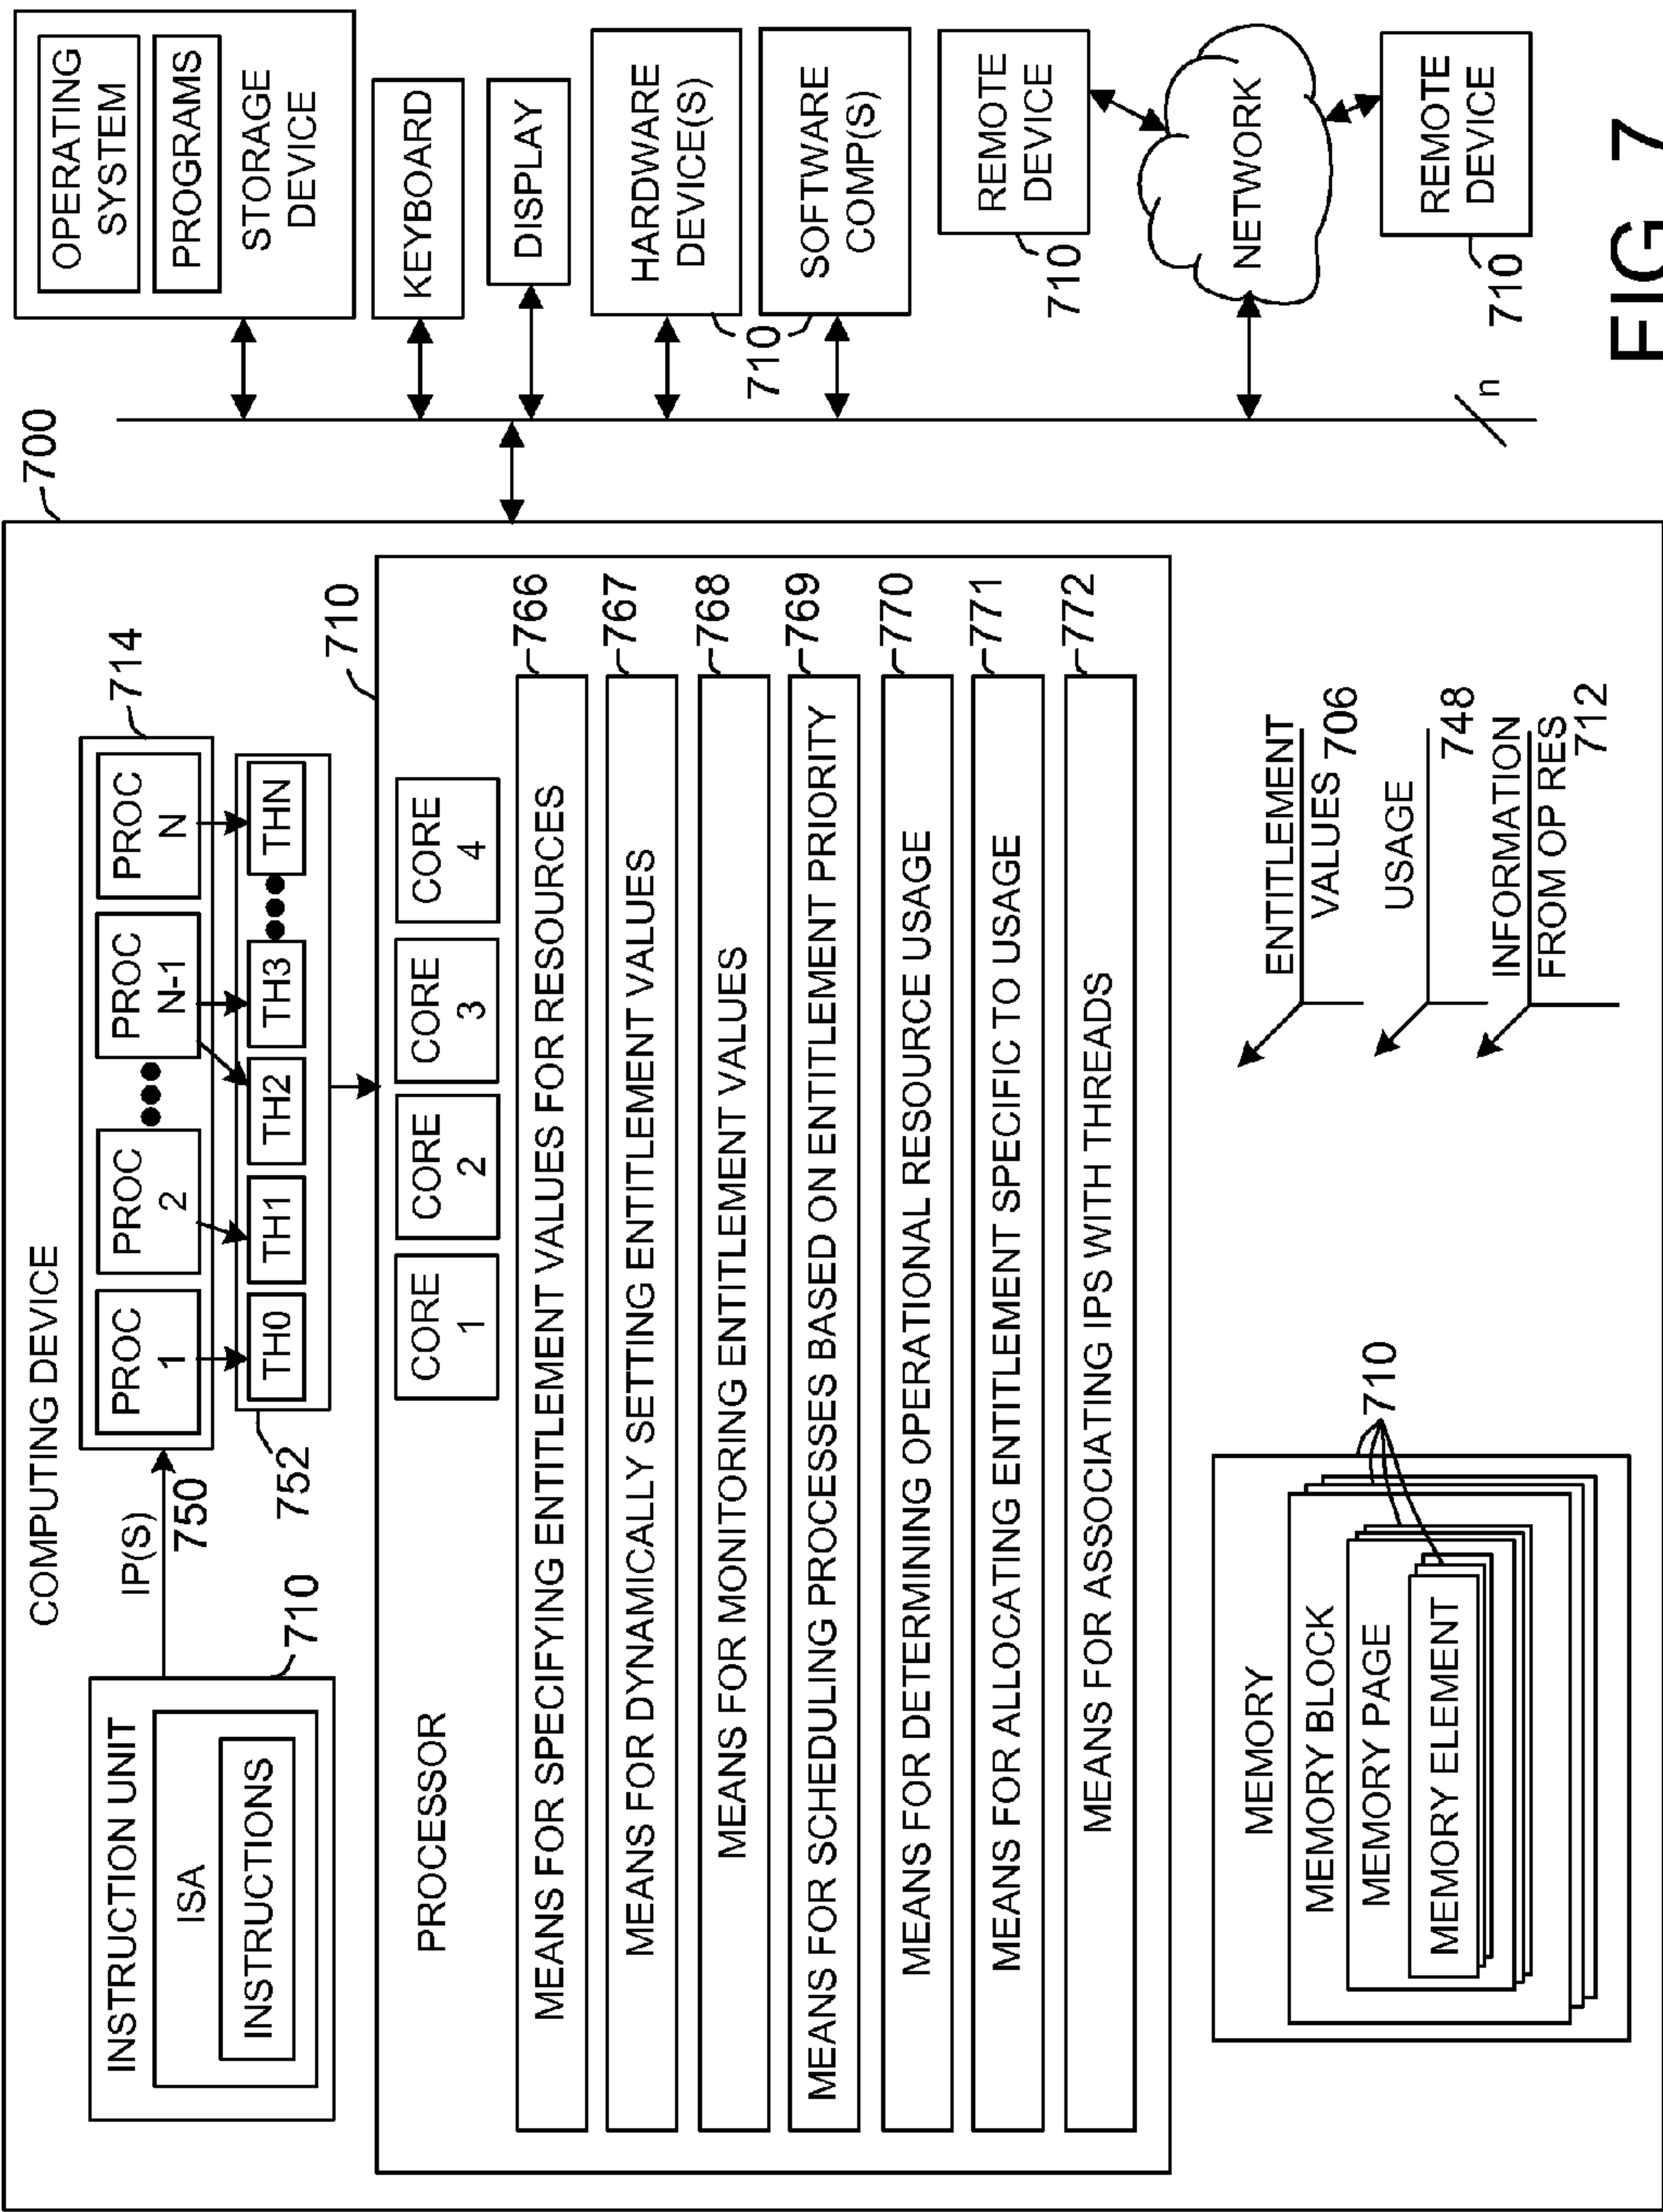 COMPUTING DEVICE
700
INSTRUCTION UNIT
ISA
INSTRUCTIONS
710
IP(S)
750
PROC
1
PROC
2
PROC
N-1
PROC
N
714
TH0
TH1
TH2
TH3
THN
752
PROCESSOR
CORE
1
CORE
2
CORE
3
CORE
4
710
MEANS FOR SPECIFYING ENTITLEMENT VALUES FOR RESOURCES
766
MEANS FOR DYNAMICALLY SETTING ENTITLEMENT VALUES
767
MEANS FOR MONITORING ENTITLEMENT VALUES
768
MEANS FOR SCHEDULING PROCESSES BASED ON ENTITLEMENT PRIORITY
769
MEANS FOR DETERMINING OPERATIONAL RESOURCE USAGE
770
MEANS FOR ALLOCATING ENTITLEMENT SPECIFIC TO USAGE
771
MEANS FOR ASSOCIATING IPS WITH THREADS
772
MEMORY
MEMORY BLOCK
MEMORY PAGE
MEMORY ELEMENT
710
ENTITLEMENT
VALUES 706
USAGE
748
INFORMATION
FROM OP RES
712
OPERATING
SYSTEM
PROGRAMS
STORAGE
DEVICE
KEYBOARD
DISPLAY
HARDWARE
DEVICE(S)
710
SOFTWARE
COMP(S)
REMOTE
DEVICE
710
NETWORK
REMOTE
DEVICE
710
n
FIG 7